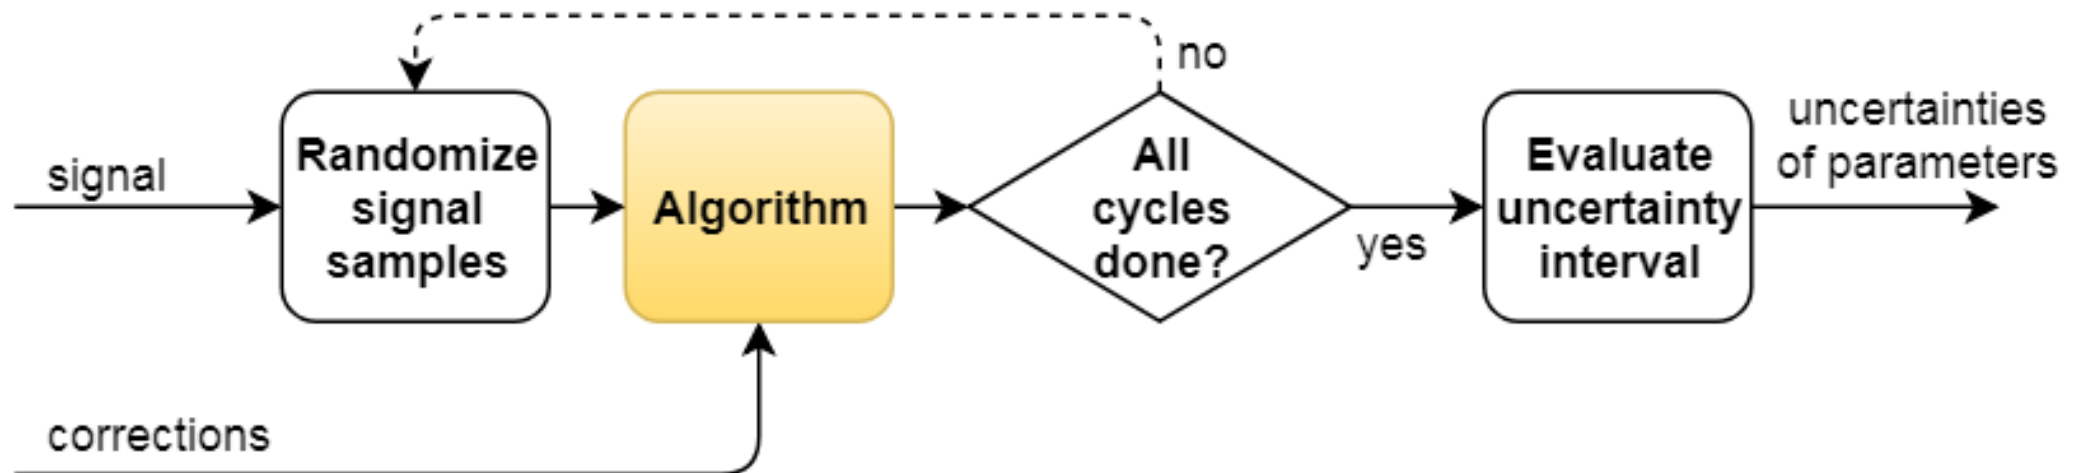 no
signal
Randomize
signal
samples
Algorithm
All
cycles
done?
yes
Evaluate
uncertainty
interval
uncertainties
of parameters
corrections